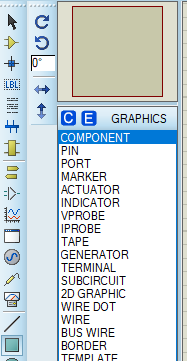 LBL
0°
C E GRAPHICS
COMPONENT
PIN
PORT
MARKER
ACTUATOR
INDICATOR
VPROBE
IPROBE
TAPE
GENERATOR
TERMINAL
SUBCIRCUIT
2D GRAPHIC
WIRE DOT
WIRE
BUS WIRE
BORDER
TEMPLATE